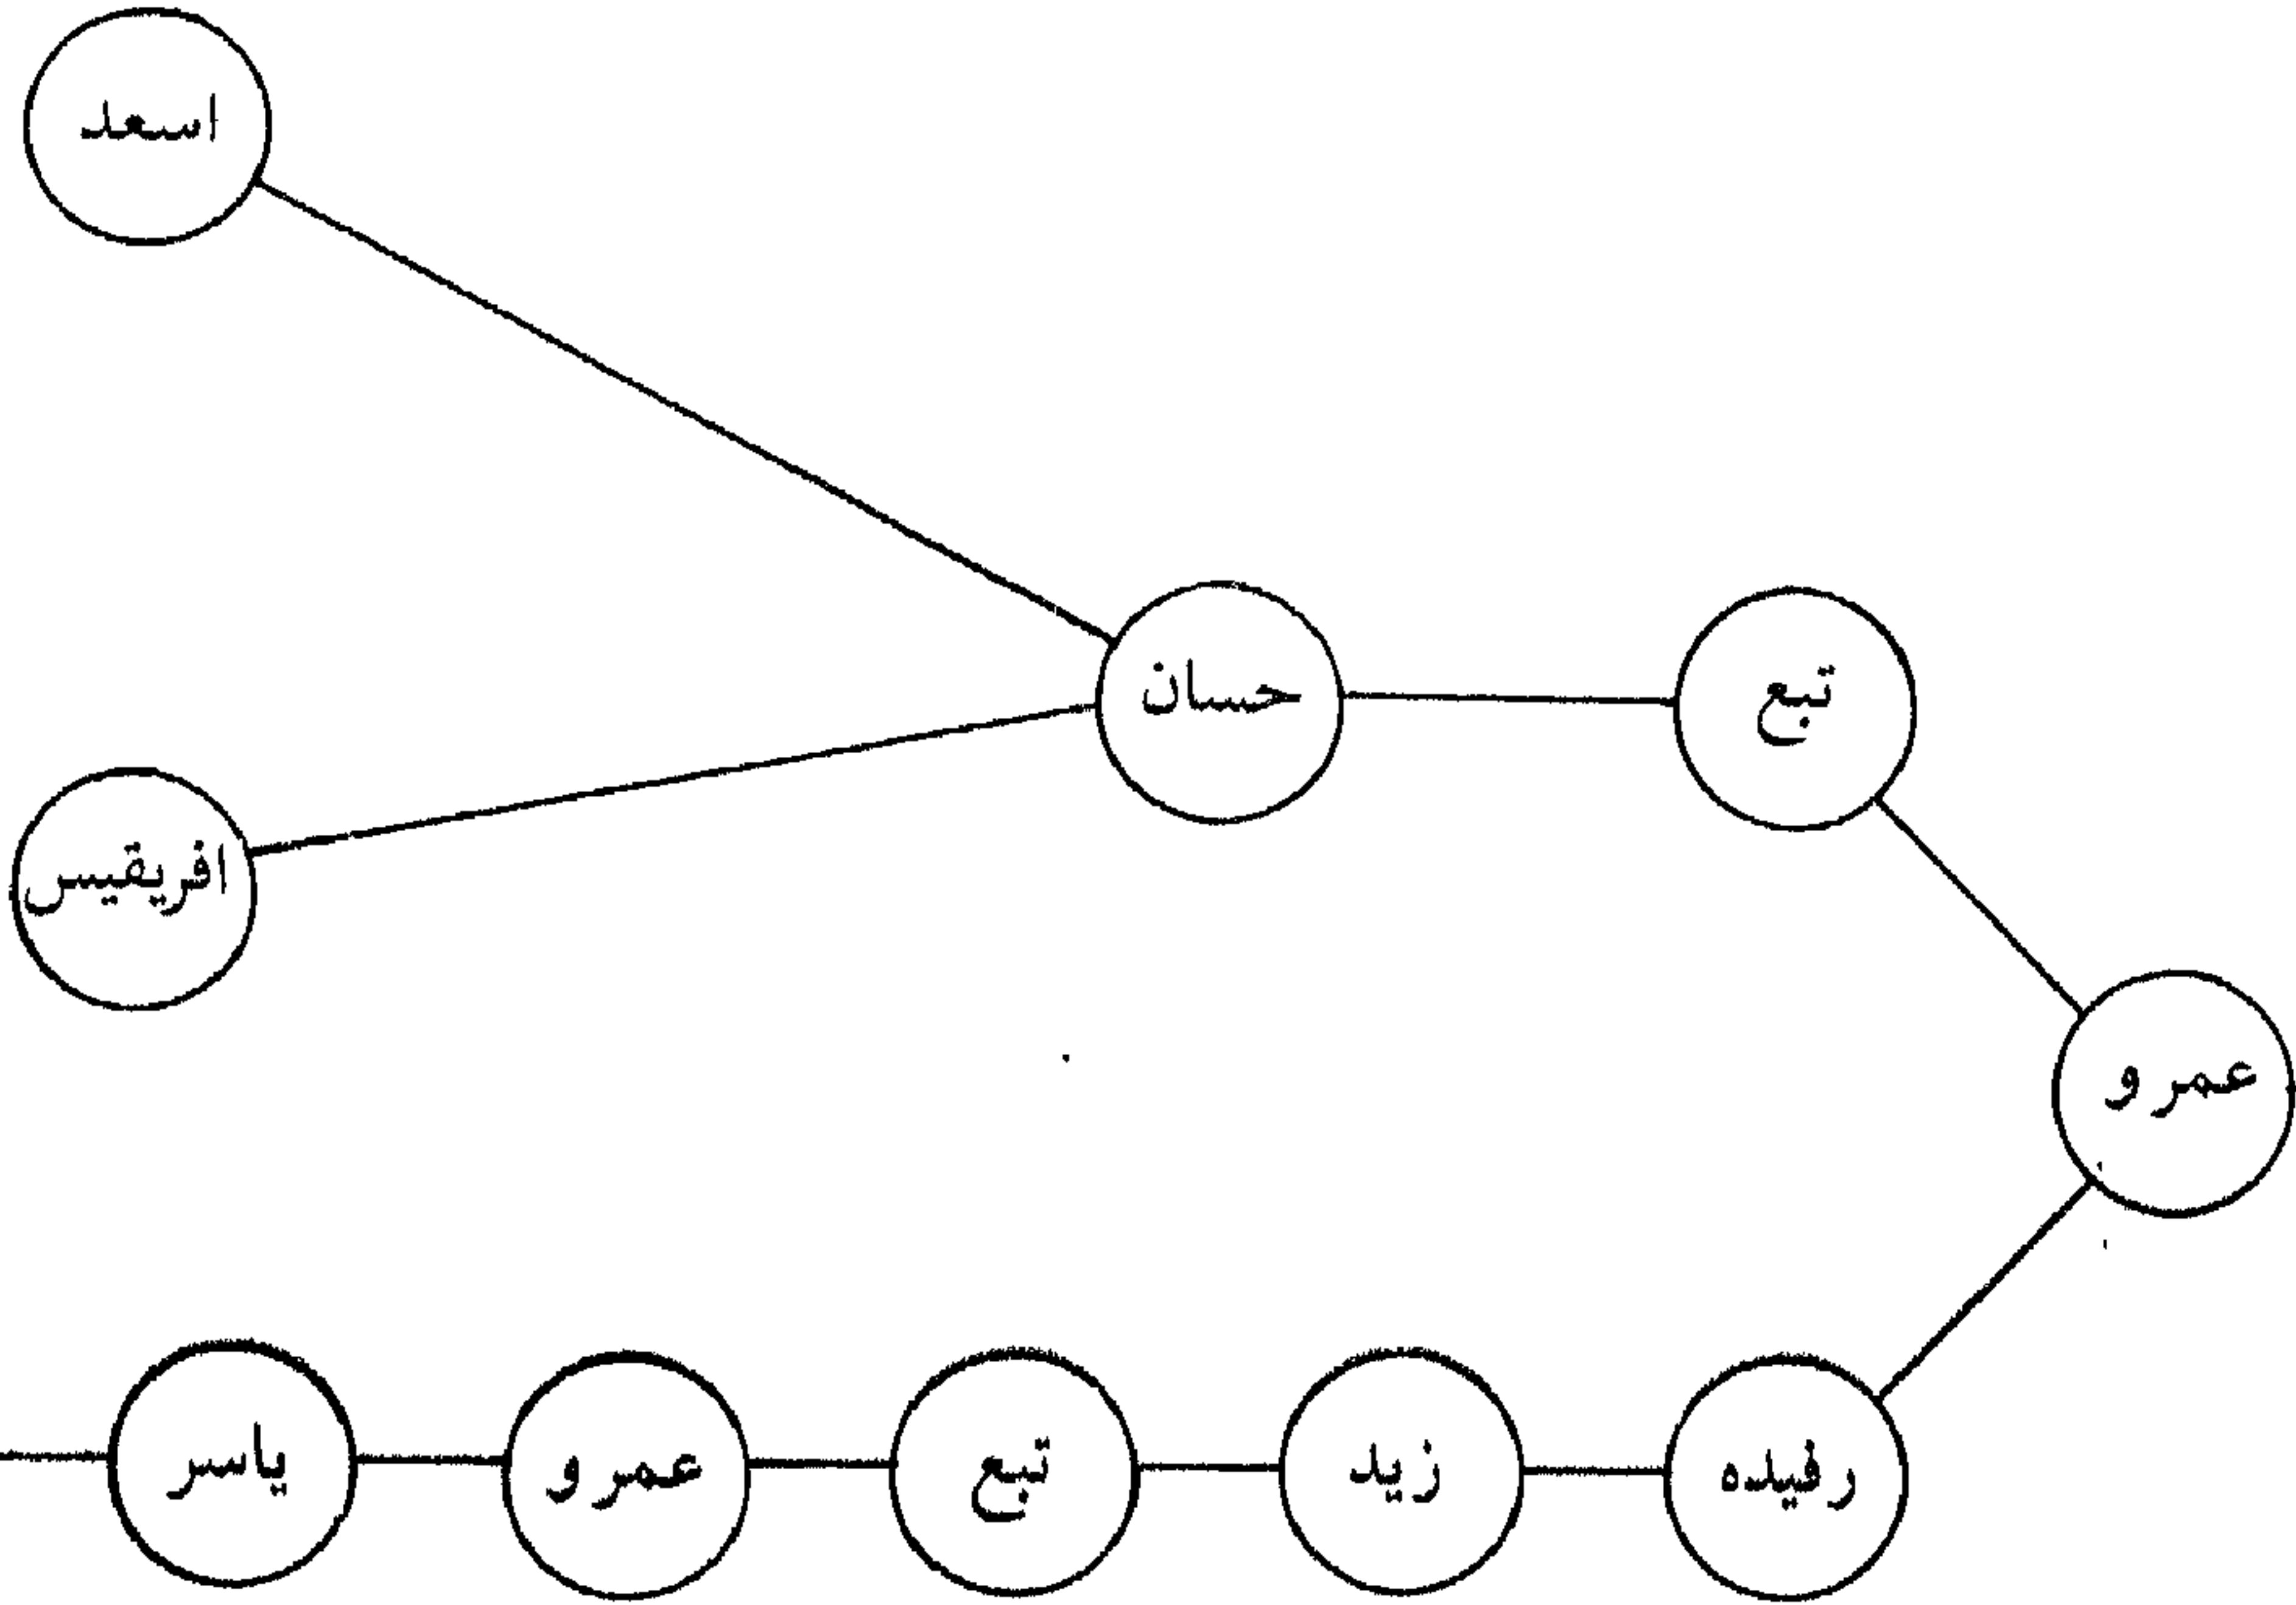 اسعد
تبع
حسان
افريقيس
عمرو
رفيده
زيد
تبع
عمرو
ياسر